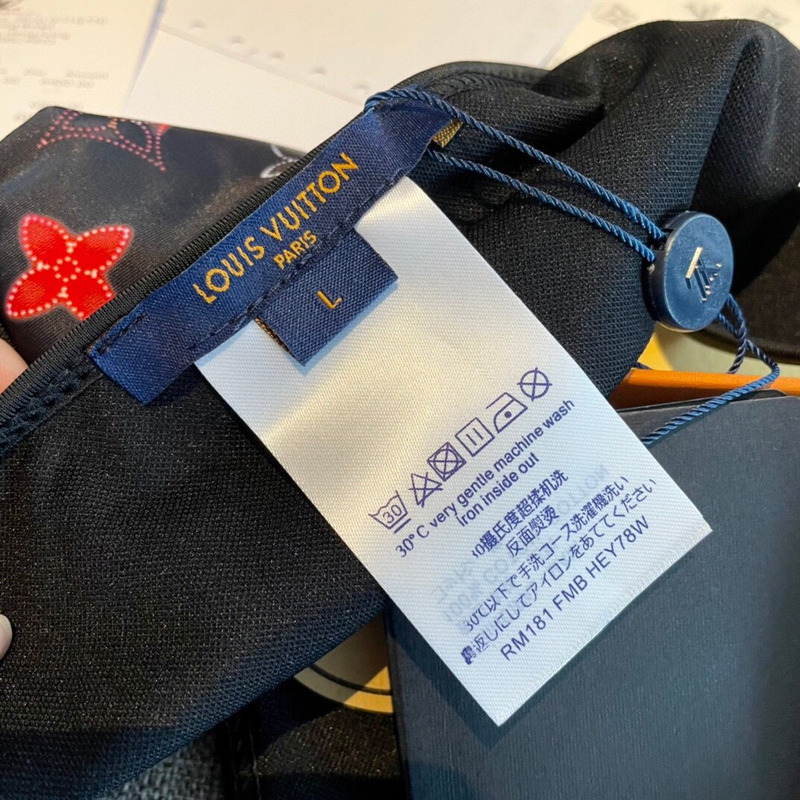 LOUIS VUITTON
PARIS
L
30
30°C very gentle machine wash
Iron inside out
30摄氏度超柔机洗
反面熨烫
30℃以下で手洗コース洗濯機洗い
裏返しにしてアイロンをあててください
RM181 FMB HEY78W